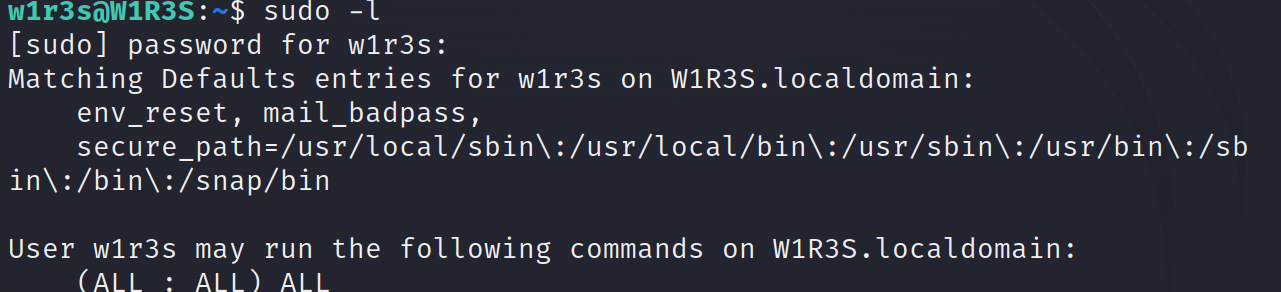 w1r3s@W1R3S:~$ sudo -l
[sudo] password for w1r3s:
Matching Defaults entries for w1r3s on W1R3S.localdomain:
    env_reset, mail_badpass,
    secure_path=/usr/local/sbin\:/usr/local/bin\:/usr/sbin\:/usr/bin\:/sb
in\:/bin\:/snap/bin

User w1r3s may run the following commands on W1R3S.localdomain:
    (ALL : ALL) ALL